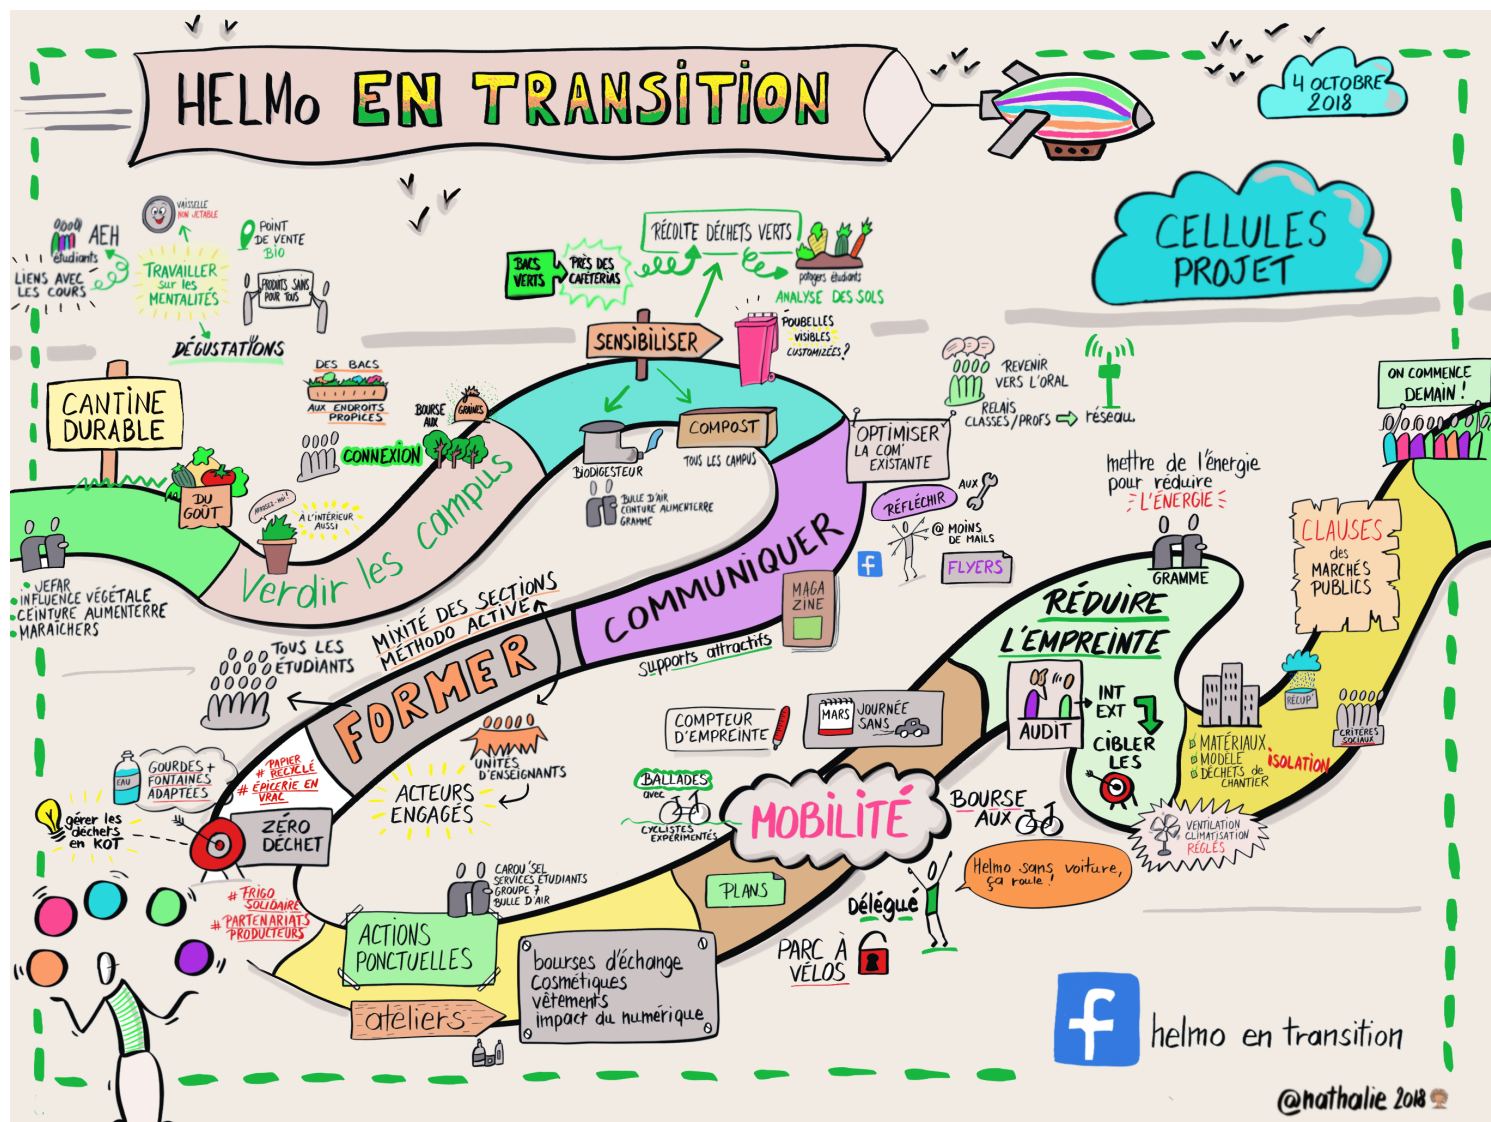 HELMo EN TRANSITION
4 OCTOBRE
2018
CELLULES
PROJET
AEH
étudiants
LIENS AVEC
LES COURS
VAISSELLE
NON JETABLE
TRAVAILLER
sur les
MENTALITÉS
POINT
DE VENTE
BIO
PRODUITS SAINS
POUR TOUS
DÉGUSTATIONS
CANTINE
DURABLE
DU
GOÛT
JEFAR
INFLUENCE VÉGÉTALE
CEINTURE ALIMENTERRE
MARAÎCHERS
DES BACS
AUX ENDROITS
PROPICES
BOURSE
AUX
GRAINES
CONNEXION
À L'INTÉRIEUR
AUSSI
Verdir les campus
BACS
VERTS
PRÈS DES
CAFÉTÉRIAS
RÉCOLTE DÉCHETS VERTS
potagers étudiants
ANALYSE DES SOLS
SENSIBILISER
POUBELLES
VISIBLES
CUSTOMIZÉES?
BIODIGESTEUR
COMPOST
TOUS LES CAMPUS
BULLE D'AIR
CEINTURE ALIMENTERRE
GRAMME
OPTIMISER
LA COM'
EXISTANTE
REVENIR
VERS L'ORAL
RELAIS
CLASSES/PROFS
réseau
RÉFLÉCHIR
AUX
@ MOINS
DE MAILS
f
FLYERS
COMMUNIQUER
MAGA
ZINE
supports attractifs
MIXITÉ DES SECTIONS
MÉTHODO ACTIVE
FORMER
TOUS LES
ÉTUDIANTS
UNITÉS
D'ENSEIGNANTS
ACTEURS
ENGAGÉS
# PAPIER
RECYCLÉ
# ÉPICERIE EN
VRAC
EAU
GOURDES +
FONTAINES
ADAPTÉES
gérer les
déchets
en KOT
ZÉRO
DÉCHET
# FRIGO
SOLIDAIRE
# PARTENARIATS
PRODUCTEURS
CAROU'SEL
SERVICES ÉTUDIANTS
GROUPE 7
BULLE D'AIR
ACTIONS
PONCTUELLES
ateliers
bourses d'échange
Cosmétiques
vêtements
impact du numérique
COMPTEUR
D'EMPREINTE
MARS
JOURNÉE
SANS
BALLADES
avec
CYCLISTES
EXPÉRIMENTÉS
MOBILITÉ
BOURSE
AUX
PLANS
Helmo sans voiture,
ça roule !
Délégué
PARC À
VÉLOS
mettre de l'énergie
pour réduire
L'ÉNERGIE
GRAMME
RÉDUIRE
L'EMPREINTE
AUDIT
INT
EXT
CIBLER
LES
MATÉRIAUX
MODÈLE
DÉCHETS de
CHANTIER
ISOLATION
VENTILATION
CLIMATISATION
RÉGLÉS
RÉCUP'
CRITÈRES
SOCIAUX
CLAUSES
des
MARCHÉS
PUBLICS
ON COMMENCE
DEMAIN !
f
helmo en transition
@nathalie 2018